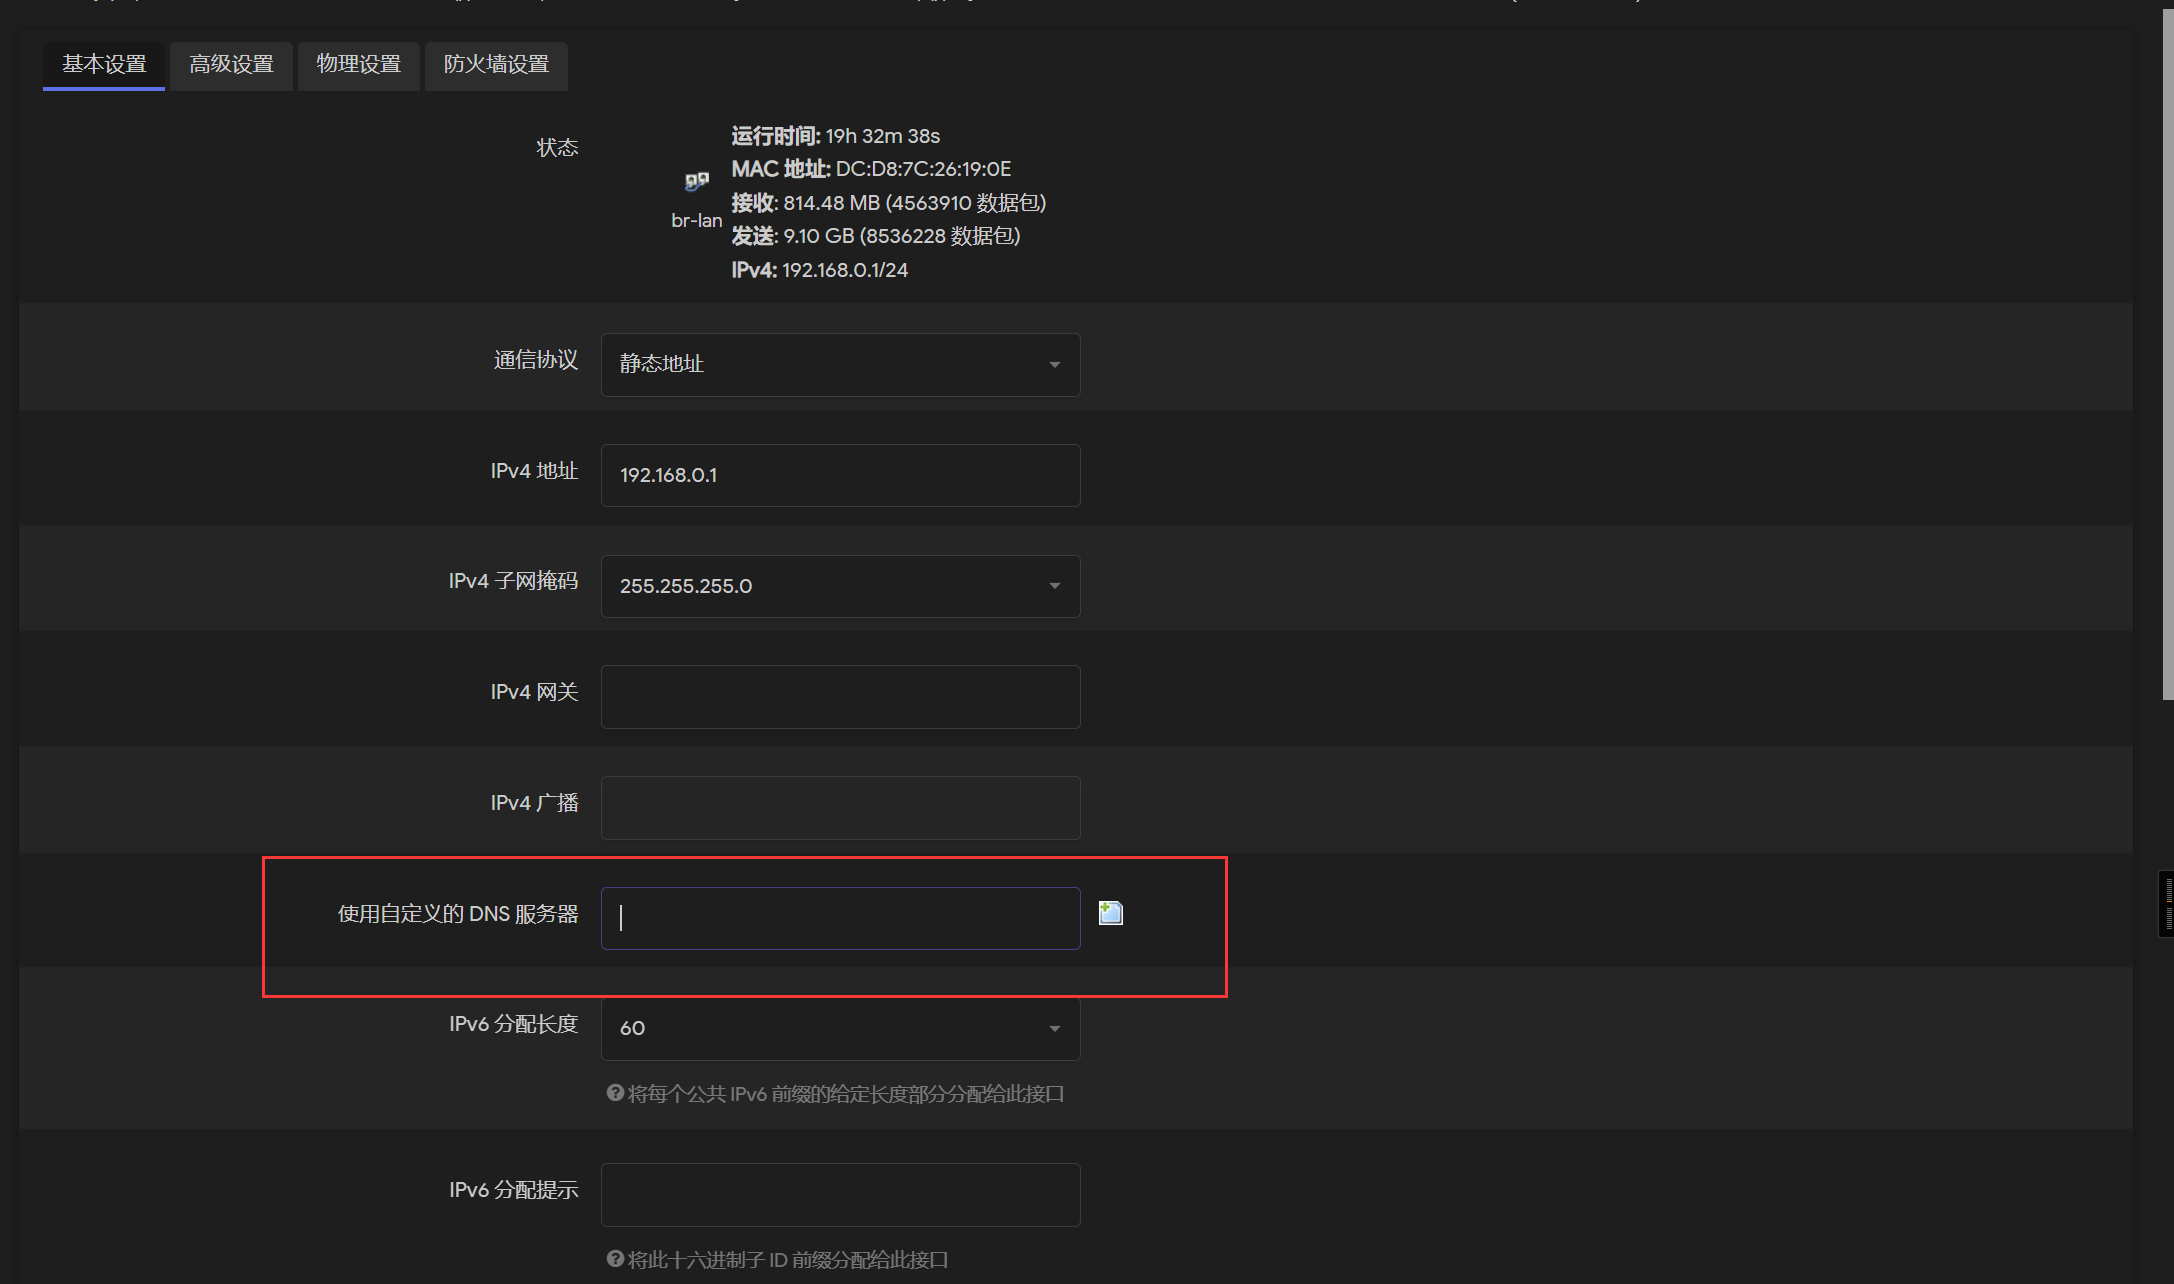 基本设置 高级设置 物理设置 防火墙设置
状态
运行时间: 19h 32m 38s
MAC 地址: DC:D8:7C:26:19:0E
接收: 814.48 MB (4563910 数据包)
br-lan
发送: 9.10 GB (8536228 数据包)
IPv4: 192.168.0.1/24
通信协议 静态地址
IPv4 地址 192.168.0.1
IPv4 子网掩码 255.255.255.0
IPv4 网关
IPv4 广播
使用自定义的 DNS 服务器
IPv6 分配长度 60
将每个公共 IPv6 前缀的给定长度部分分配给此接口
IPv6 分配提示
将此十六进制子 ID 前缀分配给此接口